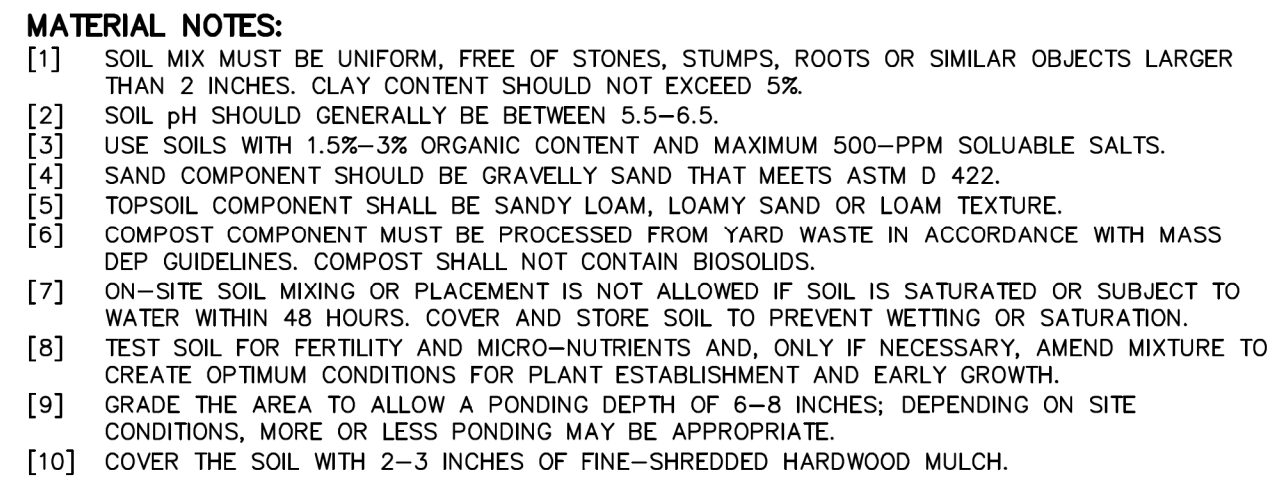 MATERIAL NOTES:
[1] SOIL MIX MUST BE UNIFORM, FREE OF STONES, STUMPS, ROOTS OR SIMILAR OBJECTS LARGER
THAN 2 INCHES. CLAY CONTENT SHOULD NOT EXCEED 5%.
[2] SOIL pH SHOULD GENERALLY BE BETWEEN 5.5–6.5.
[3] USE SOILS WITH 1.5%–3% ORGANIC CONTENT AND MAXIMUM 500–PPM SOLUABLE SALTS.
[4] SAND COMPONENT SHOULD BE GRAVELLY SAND THAT MEETS ASTM D 422.
[5] TOPSOIL COMPONENT SHALL BE SANDY LOAM, LOAMY SAND OR LOAM TEXTURE.
[6] COMPOST COMPONENT MUST BE PROCESSED FROM YARD WASTE IN ACCORDANCE WITH MASS
DEP GUIDELINES. COMPOST SHALL NOT CONTAIN BIOSOLIDS.
[7] ON–SITE SOIL MIXING OR PLACEMENT IS NOT ALLOWED IF SOIL IS SATURATED OR SUBJECT TO
WATER WITHIN 48 HOURS. COVER AND STORE SOIL TO PREVENT WETTING OR SATURATION.
[8] TEST SOIL FOR FERTILITY AND MICRO–NUTRIENTS AND, ONLY IF NECESSARY, AMEND MIXTURE TO
CREATE OPTIMUM CONDITIONS FOR PLANT ESTABLISHMENT AND EARLY GROWTH.
[9] GRADE THE AREA TO ALLOW A PONDING DEPTH OF 6–8 INCHES; DEPENDING ON SITE
CONDITIONS, MORE OR LESS PONDING MAY BE APPROPRIATE.
[10] COVER THE SOIL WITH 2–3 INCHES OF FINE–SHREDDED HARDWOOD MULCH.